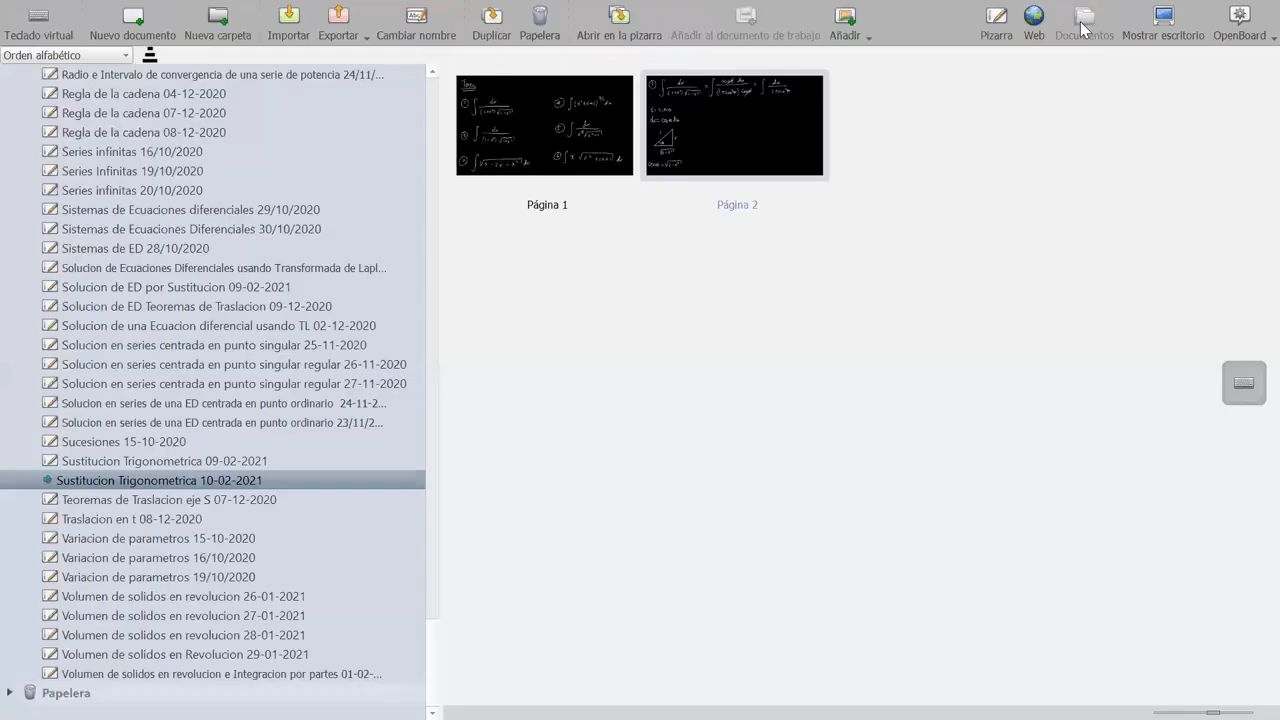 Teclado virtual
Nuevo documento
Nueva carpeta
Importar
Exportar
Cambiar nombre
Duplicar
Papelera
Abrir en la pizarra
Añadir al documento de trabajo
Añadir
Pizarra
Web
Documentos
Mostrar escritorio
OpenBoard
Orden alfabé
Radio e Intervalo de convergencia de una serie de potencia 24/11/...
Regla de la cadena 04-12-2020
Regla de la cadena 07-12-2020
Regla de la cadena 08-12-2020
Series infinitas 16/10/2020
Series Infinitas 19/10/2020
Series infinitas 20/10/2020
Sistemas de Ecuaciones diferenciales 29/10/2020
Sistemas de Ecuaciones Diferenciales 30/10/2020
Sistemas de ED 28/10/2020
Solucion de Ecuaciones Diferenciales usando Transformada de Lapl...
Solucion de ED por Sustitucion 09-02-2021
Solucion de ED Teoremas de Traslacion 09-12-2020
Solucion de una Ecuacion diferencial usando TL 02-12-2020
Solucion en series centrada en punto singular 25-11-2020
Solucion en series centrada en punto singular regular 26-11-2020
Solucion en series centrada en punto singular regular 27-11-2020
Solucion en series de una ED centrada en punto ordinario 24-11-2...
Solucion en series de una ED centrada en punto ordinario 23/11/2...
Sucesiones 15-10-2020
Sustitucion Trigonometrica 09-02-2021
Sustitucion Trigonometrica 10-02-2021
Teoremas de Traslacion eje S 07-12-2020
Traslacion en t 08-12-2020
Variacion de parametros 15-10-2020
Variacion de parametros 16/10/2020
Variacion de parametros 19/10/2020
Volumen de solidos en revolucion 26-01-2021
Volumen de solidos en revolucion 27-01-2021
Volumen de solidos en revolucion 28-01-2021
Volumen de solidos en Revolucion 29-01-2021
Volumen de solidos en revolucion e Integracion por partes 01-02-...
Papelera
Página 1
Página 2